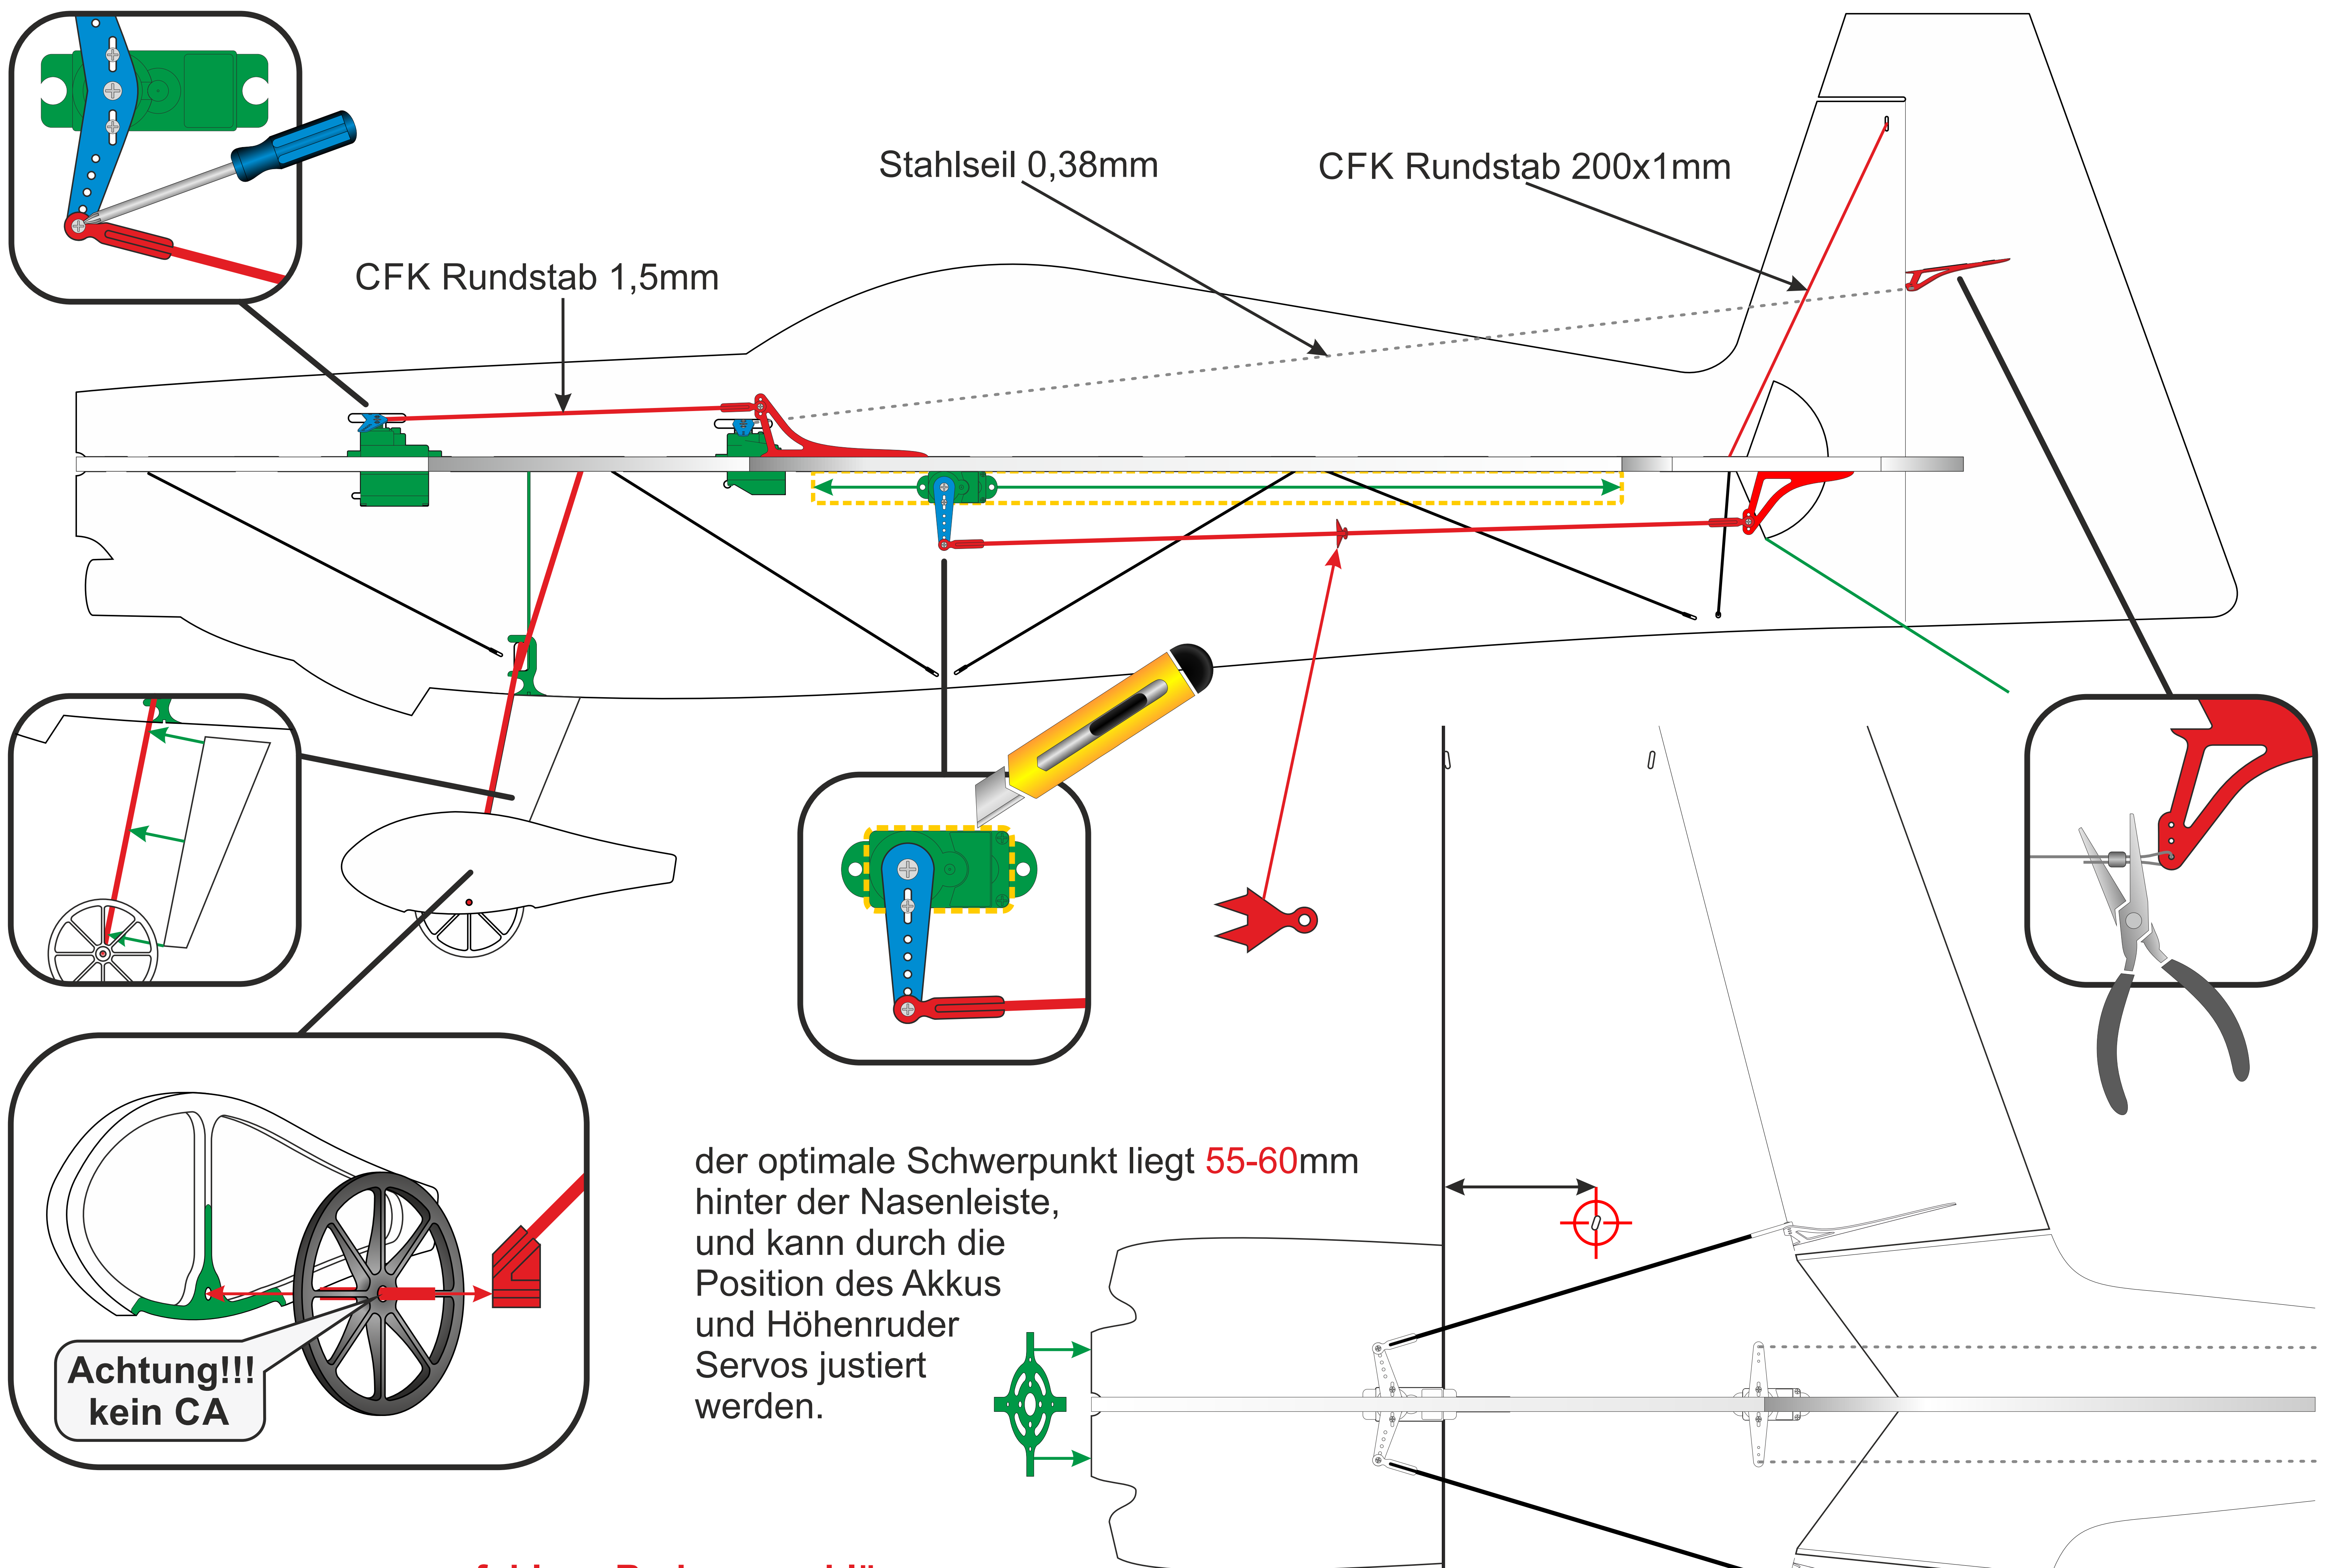 Stahlseil 0,38mm
CFK Rundstab 200x1mm
CFK Rundstab 1,5mm
der optimale Schwerpunkt liegt 55-60mm
hinter der Nasenleiste,
und kann durch die
Position des Akkus
und Höhenruder
Servos justiert
werden.
Achtung!!!
kein CA